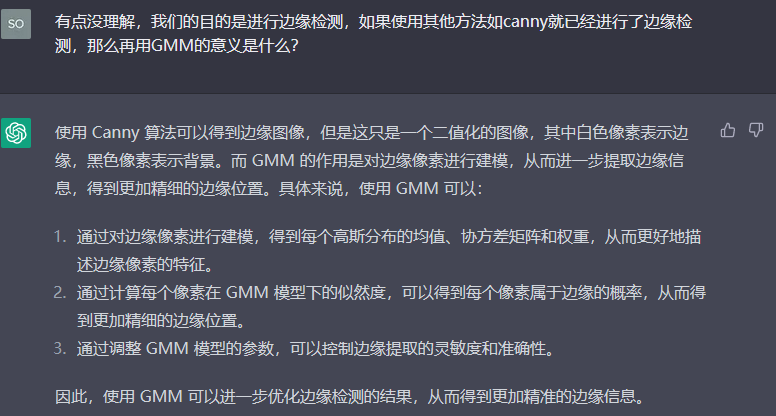 SO
有点没理解，我们的目的是进行边缘检测，如果使用其他方法如canny就已经进行了边缘检
测，那么再用GMM的意义是什么？
使用 Canny 算法可以得到边缘图像，但是这只是一个二值化的图像，其中白色像素表示边
缘，黑色像素表示背景。而 GMM 的作用是对边缘像素进行建模，从而进一步提取边缘信
息，得到更加精细的边缘位置。具体来说，使用 GMM 可以：
1. 通过对边缘像素进行建模，得到每个高斯分布的均值、协方差矩阵和权重，从而更好地描
述边缘像素的特征。
2. 通过计算每个像素在 GMM 模型下的似然度，可以得到每个像素属于边缘的概率，从而得
到更加精细的边缘位置。
3. 通过调整 GMM 模型的参数，可以控制边缘提取的灵敏度和准确性。
因此，使用 GMM 可以进一步优化边缘检测的结果，从而得到更加精准的边缘信息。